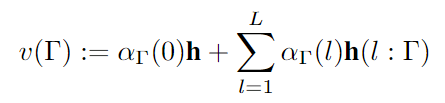 v(Γ) := α_Γ(0)𝐡 + ∑_{l=1}^{L} α_Γ(l)𝐡(l : Γ)